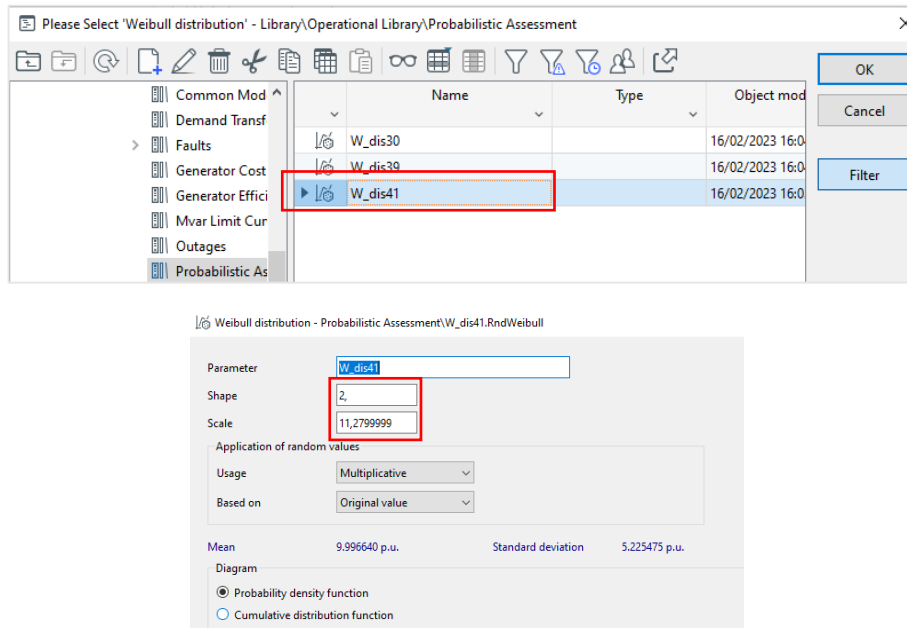 Please Select 'Weibull distribution' - Library\Operational Library\Probabilistic Assessment
OK
Cancel
Filter
Name Type Object mod
Common Mod
Demand Transf
Faults
Generator Cost
Generator Effici
Mvar Limit Cur
Outages
Probabilistic As
W_dis30 16/02/2023 16:0
W_dis39 16/02/2023 16:0
W_dis41 16/02/2023 16:0
Weibull distribution - Probabilistic Assessment\W_dis41.RndWeibull
Parameter W_dis41
Shape 2,
Scale 11,2799999
Application of random values
Usage Multiplicative
Based on Original value
Mean 9.996640 p.u. Standard deviation 5.225475 p.u.
Diagram
Probability density function
Cumulative distribution function